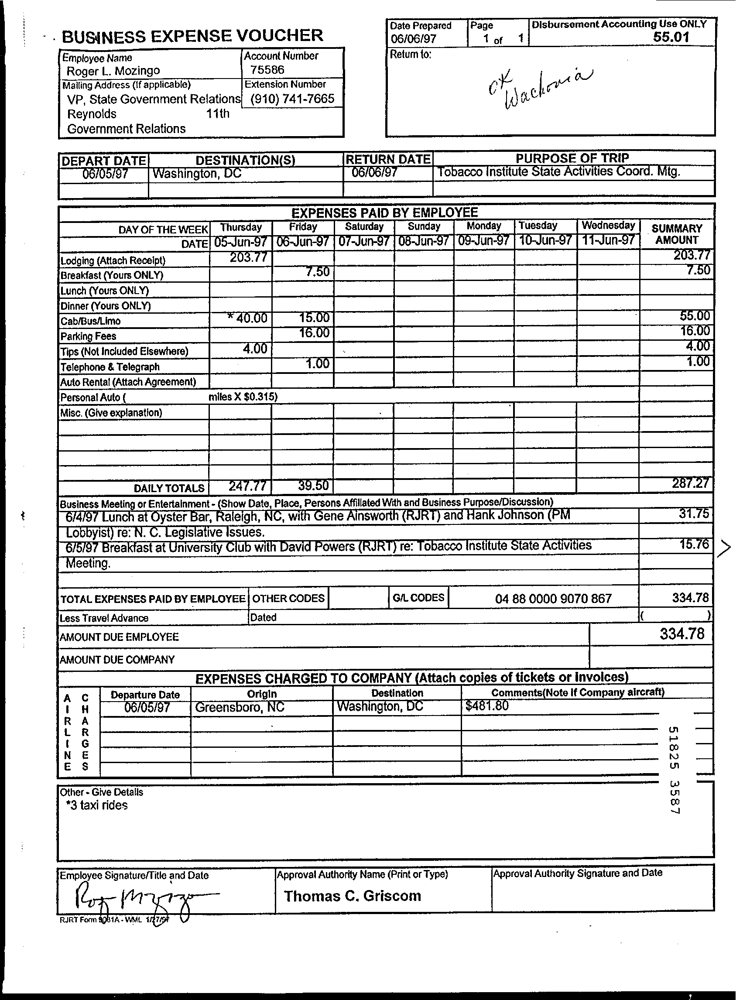 BUSINESS EXPENSE VOUCHER
Date Prepared Page Disbursement Accounting Use ONLY
06/06/97 1 of 1 55.01
Employee Name Account Number Return to:
Roger L. Mozingo 75586
ok Wachovia
Mailing Address (If applicable) Extension Number
VP, State Government Relations (910) 741-7665
Reynolds 11th
Government Relations
DEPART DATE DESTINATION(S) RETURN DATE PURPOSE OF TRIP
06/05/97 Washington, DC 06/06/97 Tobacco Institute State Activities Coord. Mtg.
EXPENSES PAID BY EMPLOYEE
DAY OF THE WEEK Thursday Friday Saturday Sunday Monday Tuesday Wednesday SUMMARY
DATE 05-Jun-97 06-Jun-97 07-Jun-97 08-Jun-97 09-Jun-97 10-Jun-97 11-Jun-97 AMOUNT
Lodging (Attach Receipt) 203.77 203.77
Breakfast (Yours ONLY) 7.50 7.50
Lunch (Yours ONLY)
Dinner (Yours ONLY)
Cab/Bus/Limo * 40.00 15.00 55.00
Parking Fees 16.00 16.00
Tips (Not Included Elsewhere) 4.00 4.00
Telephone & Telegraph 1.00 1.00
Auto Rental (Attach Agreement)
Personal Auto ( miles X $0.315)
Misc. (Give explanation)
DAILY TOTALS 247.77 39.50 287.27
Business Meeting or Entertainment - (Show Date, Place, Persons Affiliated With and Business Purpose/Discussion)
6/4/97 Lunch at Oyster Bar, Raleigh, NC, with Gene Ainsworth (RJRT) and Hank Johnson (PM 31.75
Lobbyist) re: N. C. Legislative Issues.
6/5/97 Breakfast at University Club with David Powers (RJRT) re: Tobacco Institute State Activities 15.76
Meeting.
TOTAL EXPENSES PAID BY EMPLOYEE OTHER CODES G/L CODES 04 88 0000 9070 867 334.78
Less Travel Advance Dated ( )
AMOUNT DUE EMPLOYEE 334.78
AMOUNT DUE COMPANY
EXPENSES CHARGED TO COMPANY (Attach copies of tickets or Invoices)
AIRLINE CHARGES
Departure Date Origin Destination Comments(Note If Company aircraft)
06/05/97 Greensboro, NC Washington, DC $481.80
51825 3587
Other - Give Details
*3 taxi rides
Employee Signature/Title and Date Approval Authority Name (Print or Type) Approval Authority Signature and Date
Thomas C. Griscom
RJRT Form